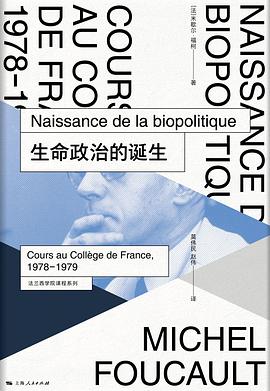 COURS
AU CO
DE FRA
1978-1
NAISSANCE D
BIOPOLITIQU
[法]米歇尔·福柯 著
Naissance de la biopolitique
生命政治的诞生
Cours au Collège de France,
1978-1979
法兰西学院课程系列
莫伟民 赵伟 译
MICHEL
FOUCAULT
上海人民出版社